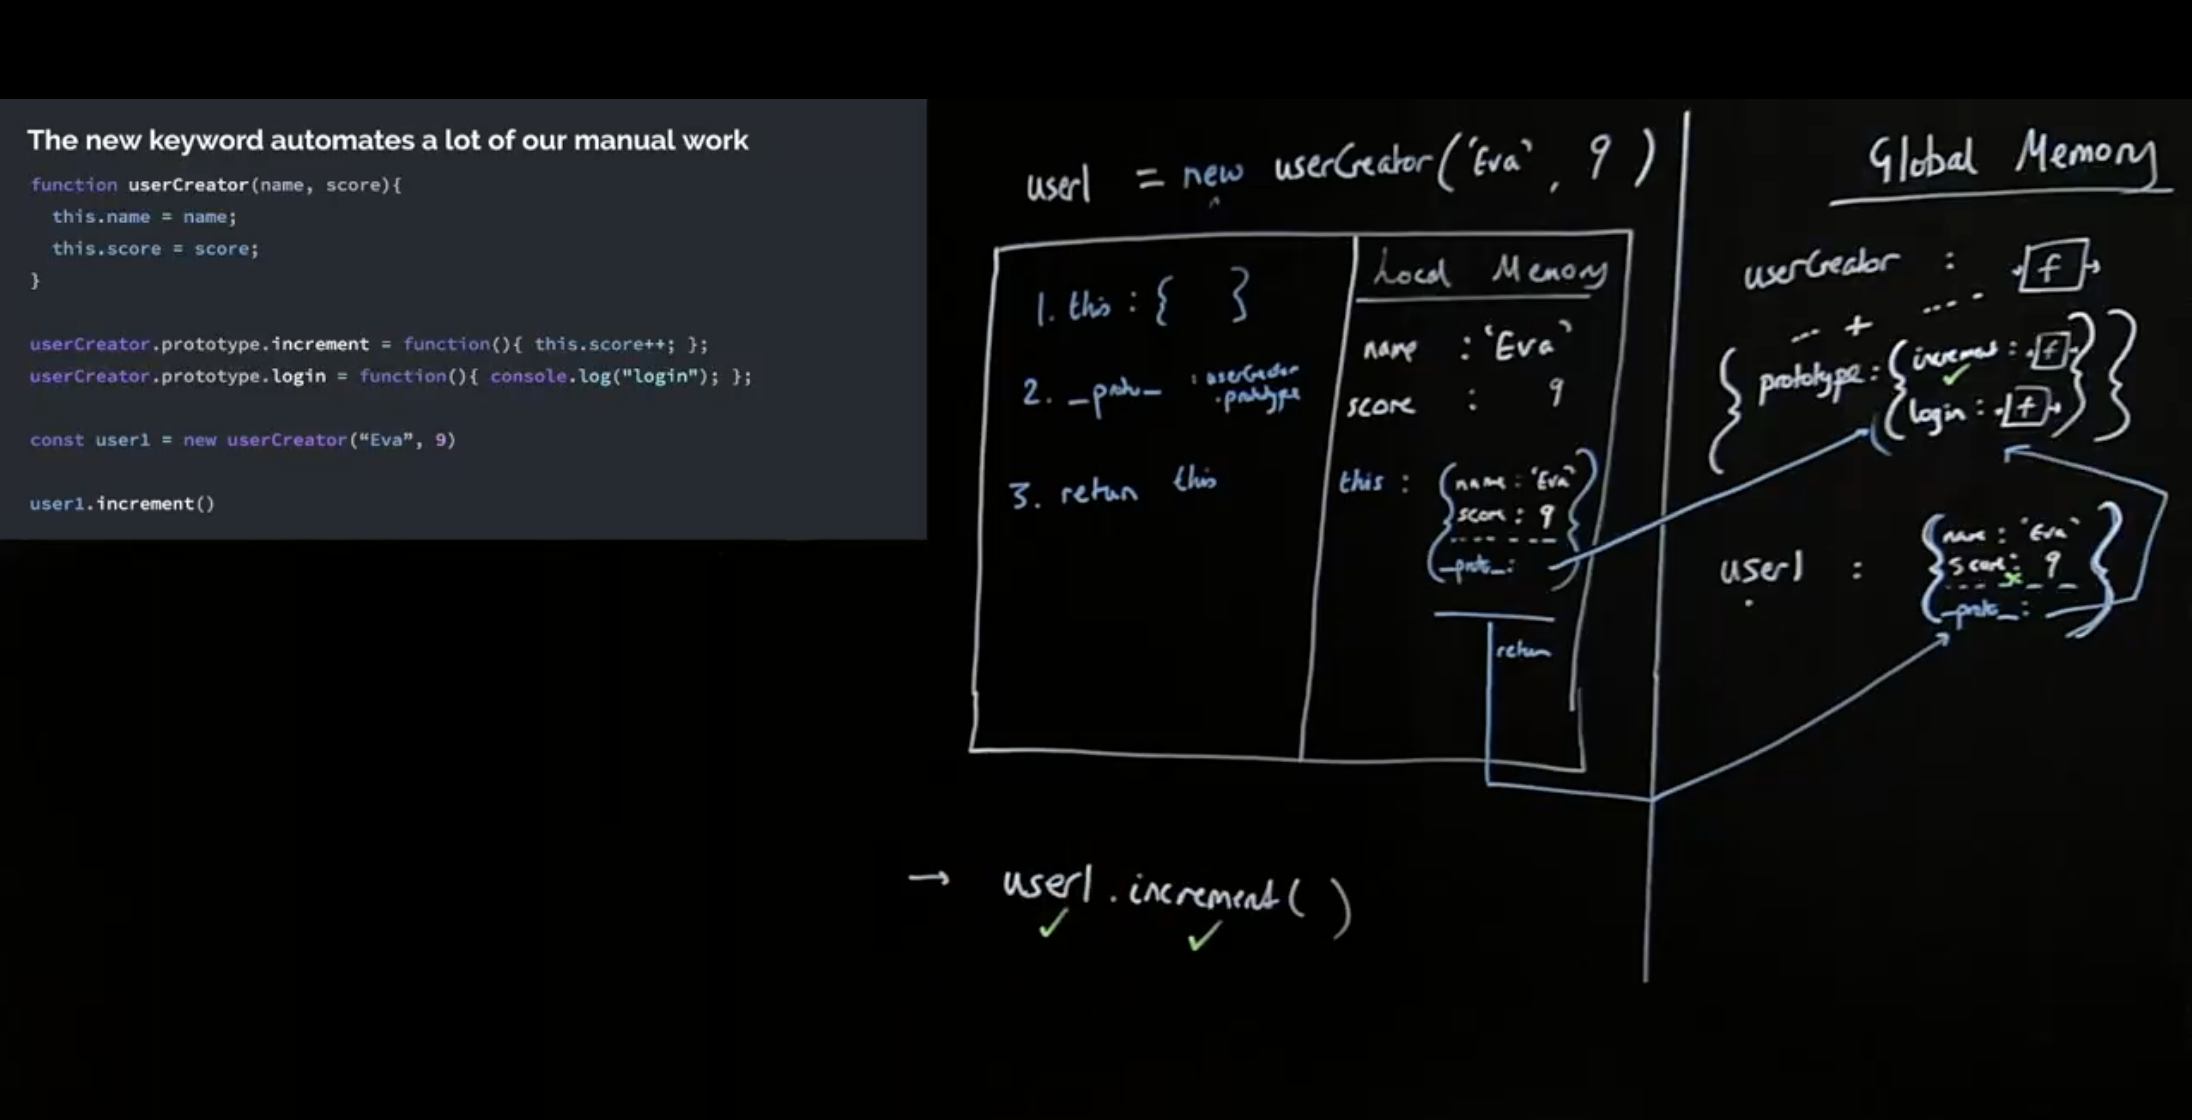 The new keyword automates a lot of our manual work
function userCreator(name, score){
this.name = name;
this.score = score;
}
userCreator.prototype.increment = function(){ this.score++; };
userCreator.prototype.login = function(){ console.log("login"); };
const user1 = new userCreator(“Eva”, 9)
user1.increment()
user1 = new userCreator('Eva', 9)
1. this : { }
2. _proto_ : userCreator
.prototype
3. return this
Local Memory
name : 'Eva'
score : 9
this : { name : 'Eva'
score : 9
_proto_ : }
return
→ user1.increment()
Global Memory
userCreator : f
+
{ prototype : { increment : f
login : f } }
user1 : { name : 'Eva'
score : 9
_proto_ : }